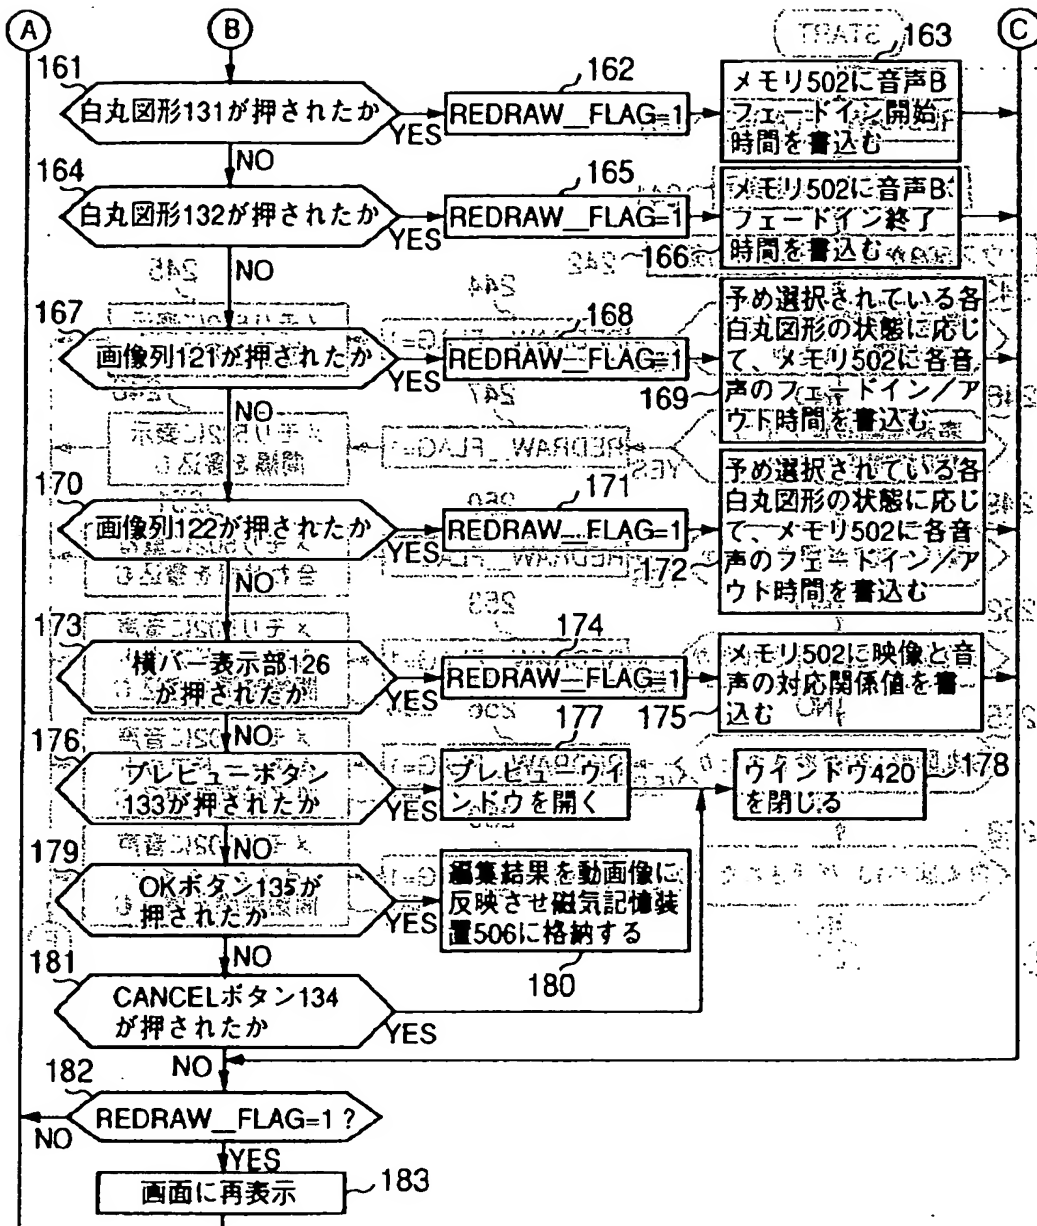 A
B
C
161
白丸図形131が押されたか
YES
NO
162
REDRAW__FLAG=1
163
メモリ502に音声B
フェードイン開始
時間を書込む
164
白丸図形132が押されたか
YES
NO
165
REDRAW__FLAG=1
166
メモリ502に音声B
フェードイン終了
時間を書込む
167
画像列121が押されたか
YES
NO
168
REDRAW__FLAG=1
169
予め選択されている各
白丸図形の状態に応じ
て、メモリ502に各音
声のフェードイン/ア
ウト時間を書込む
170
画像列122が押されたか
YES
NO
171
REDRAW__FLAG=1
172
予め選択されている各
白丸図形の状態に応じ
て、メモリ502に各音
声のフェードイン/ア
ウト時間を書込む
173
横バー表示部126
が押されたか
YES
NO
174
REDRAW__FLAG=1
175
メモリ502に映像と音
声の対応関係値を書
込む
176
プレビューボタン
133が押されたか
YES
NO
177
プレビューウイ
ンドウを開く
ウインドウ420
を閉じる
178
179
OKボタン135が
押されたか
YES
NO
編集結果を動画像に
反映させ磁気記憶装
置506に格納する
180
181
CANCELボタン134
が押されたか
YES
NO
182
REDRAW__FLAG=1?
NO
YES
画面に再表示
183
START
242
244
245
247